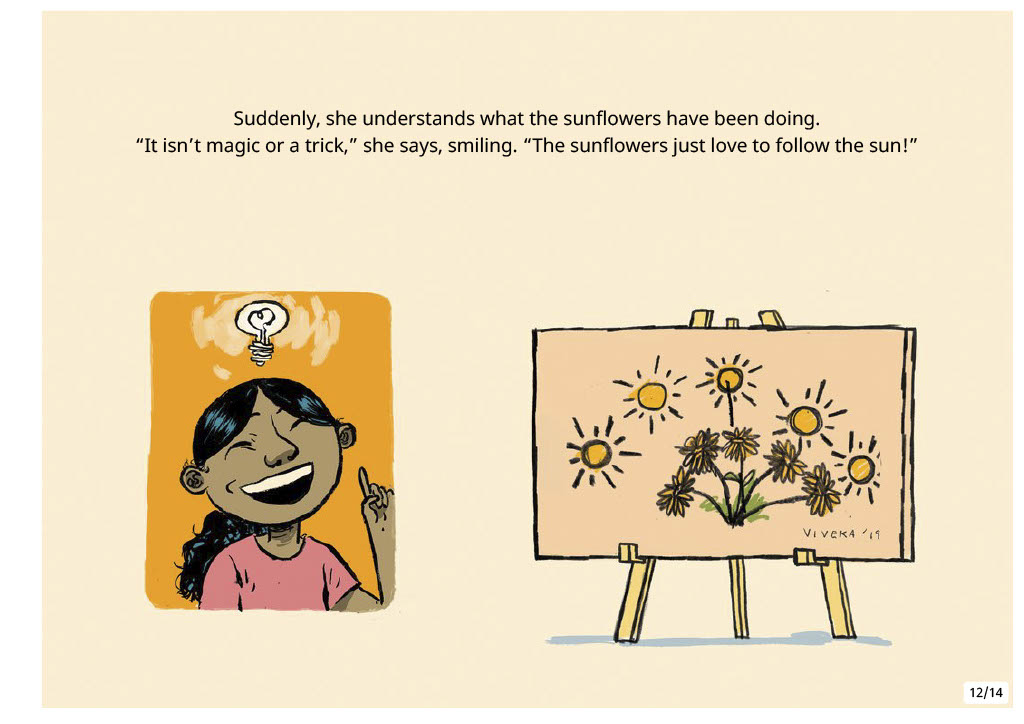 Suddenly, she understands what the sunflowers have been doing.
“It isn’t magic or a trick,” she says, smiling. “The sunflowers just love to follow the sun!”
VIVEKA ’19
12/14